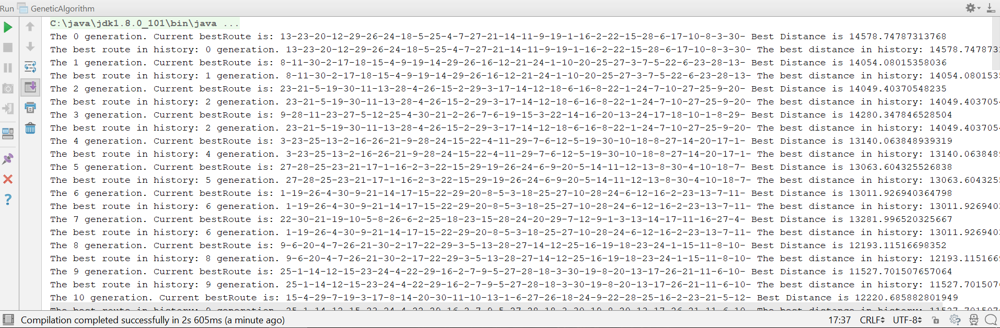 Run GeneticAlgorithm
C:\java\jdk1.8.0_101\bin\java ...
The 0 generation. Current bestRoute is: 13-23-20-12-29-26-24-18-5-25-4-7-27-21-14-11-9-19-1-16-2-22-15-28-6-17-10-8-3-30- Best Distance is 14578.74787313768
The best route in history: 0 generation. 13-23-20-12-29-26-24-18-5-25-4-7-27-21-14-11-9-19-1-16-2-22-15-28-6-17-10-8-3-30- The best distance in history: 14578.747873
The 1 generation. Current bestRoute is: 8-11-30-2-17-18-15-4-9-19-14-29-26-16-12-21-24-1-10-20-25-27-3-7-5-22-6-23-28-13- Best Distance is 14054.08015358036
The best route in history: 1 generation. 8-11-30-2-17-18-15-4-9-19-14-29-26-16-12-21-24-1-10-20-25-27-3-7-5-22-6-23-28-13- The best distance in history: 14054.080153
The 2 generation. Current bestRoute is: 23-21-5-19-30-11-13-28-4-26-15-2-29-3-17-14-12-18-6-16-8-22-1-24-7-10-27-25-9-20- Best Distance is 14049.40370548235
The best route in history: 2 generation. 23-21-5-19-30-11-13-28-4-26-15-2-29-3-17-14-12-18-6-16-8-22-1-24-7-10-27-25-9-20- The best distance in history: 14049.403705
The 3 generation. Current bestRoute is: 9-28-11-23-27-5-12-25-4-30-21-2-26-7-6-19-15-3-22-14-16-20-13-24-17-18-10-1-8-29- Best Distance is 14280.347846528504
The best route in history: 2 generation. 23-21-5-19-30-11-13-28-4-26-15-2-29-3-17-14-12-18-6-16-8-22-1-24-7-10-27-25-9-20- The best distance in history: 14049.403705
The 4 generation. Current bestRoute is: 3-23-25-13-2-16-26-21-9-28-24-15-22-4-11-29-7-6-12-5-19-30-10-18-8-27-14-20-17-1- Best Distance is 13140.063848939319
The best route in history: 4 generation. 3-23-25-13-2-16-26-21-9-28-24-15-22-4-11-29-7-6-12-5-19-30-10-18-8-27-14-20-17-1- The best distance in history: 13140.063848
The 5 generation. Current bestRoute is: 27-28-25-23-21-17-1-16-2-3-22-15-29-19-26-24-6-9-20-5-14-11-12-13-8-30-4-10-18-7- Best Distance is 13063.604325526838
The best route in history: 5 generation. 27-28-25-23-21-17-1-16-2-3-22-15-29-19-26-24-6-9-20-5-14-11-12-13-8-30-4-10-18-7- The best distance in history: 13063.604325
The 6 generation. Current bestRoute is: 1-19-26-4-30-9-21-14-17-15-22-29-20-8-5-3-18-25-27-10-28-24-6-12-16-2-23-13-7-11- Best Distance is 13011.926940364798
The best route in history: 6 generation. 1-19-26-4-30-9-21-14-17-15-22-29-20-8-5-3-18-25-27-10-28-24-6-12-16-2-23-13-7-11- The best distance in history: 13011.926940
The 7 generation. Current bestRoute is: 22-30-21-19-10-5-8-26-6-2-25-18-23-15-28-24-20-29-7-12-9-1-3-13-14-17-11-16-27-4- Best Distance is 13281.996520325667
The best route in history: 6 generation. 1-19-26-4-30-9-21-14-17-15-22-29-20-8-5-3-18-25-27-10-28-24-6-12-16-2-23-13-7-11- The best distance in history: 13011.926940
The 8 generation. Current bestRoute is: 9-6-20-4-7-26-21-30-2-17-22-29-3-5-13-28-27-14-12-25-16-19-18-23-24-1-15-11-8-10- Best Distance is 12193.11516698352
The best route in history: 8 generation. 9-6-20-4-7-26-21-30-2-17-22-29-3-5-13-28-27-14-12-25-16-19-18-23-24-1-15-11-8-10- The best distance in history: 12193.115166
The 9 generation. Current bestRoute is: 25-1-14-12-15-23-24-4-22-29-16-2-7-9-5-27-28-18-3-30-19-8-20-13-17-26-21-11-6-10- Best Distance is 11527.701507657064
The best route in history: 9 generation. 25-1-14-12-15-23-24-4-22-29-16-2-7-9-5-27-28-18-3-30-19-8-20-13-17-26-21-11-6-10- The best distance in history: 11527.701507
The 10 generation. Current bestRoute is: 15-4-29-7-19-3-17-8-14-20-30-11-10-13-1-6-27-26-18-24-9-22-28-25-16-2-23-21-5-12- Best Distance is 12220.685882801949
The best route in history: 9 generation. 25-1-14-12-15-23-24-4-22-29-16-2-7-9-5-27-28-18-3-30-19-8-20-13-17-26-21-11-6-10- The best distance in history: 11527.701507
Compilation completed successfully in 2s 605ms (a minute ago) 17:37 CRLF UTF-8